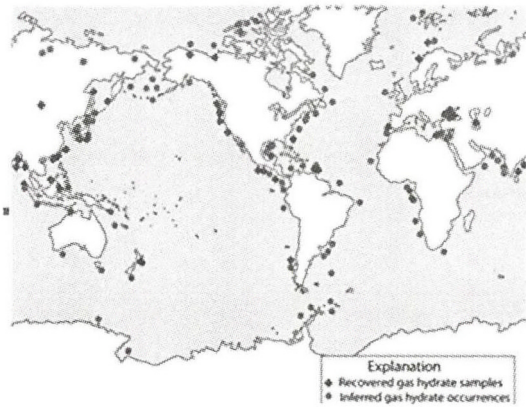 Explanation
Recovered gas hydrate samples
Inferred gas hydrate occurrences